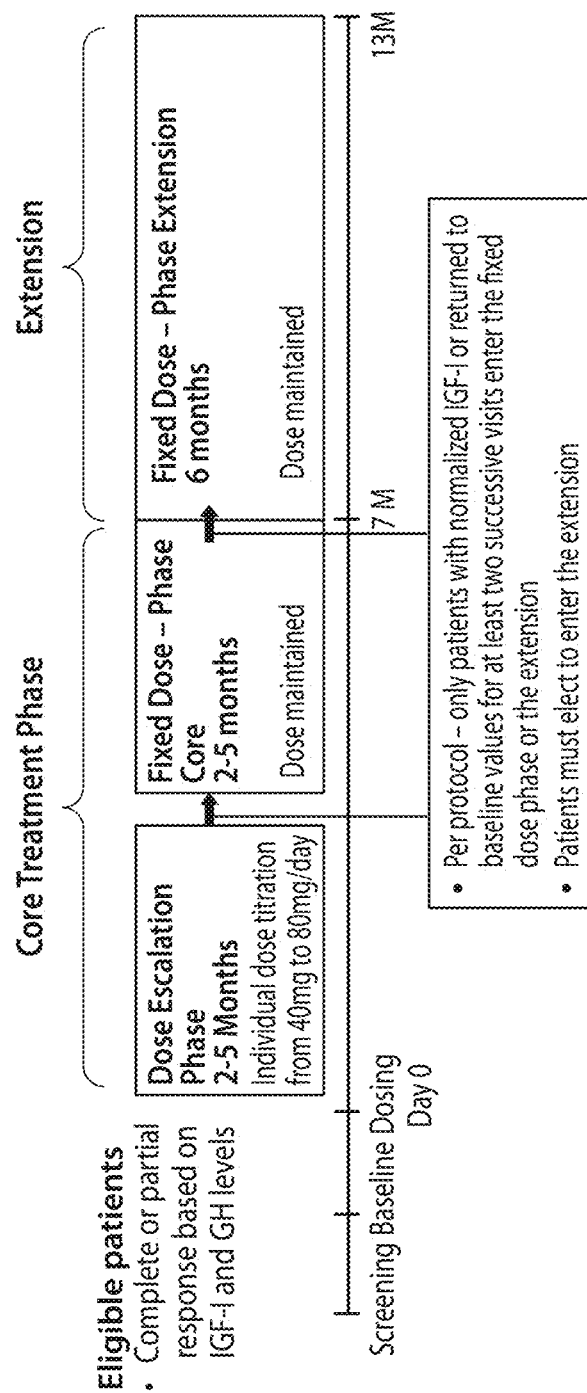 Core Treatment Phase
Extension
Eligible patients
• Complete or partial
response based on
IGF-I and GH levels
Dose Escalation
Phase
2-5 Months
Individual dose titration
from 40mg to 80mg/day
Fixed Dose – Phase
Core
2-5 months
Dose maintained
Fixed Dose – Phase Extension
6 months
Dose maintained
Screening Baseline Dosing
Day 0
7 M
13M
• Per protocol – only patients with normalized IGF-I or returned to
baseline values for at least two successive visits enter the fixed
dose phase or the extension
• Patients must elect to enter the extension